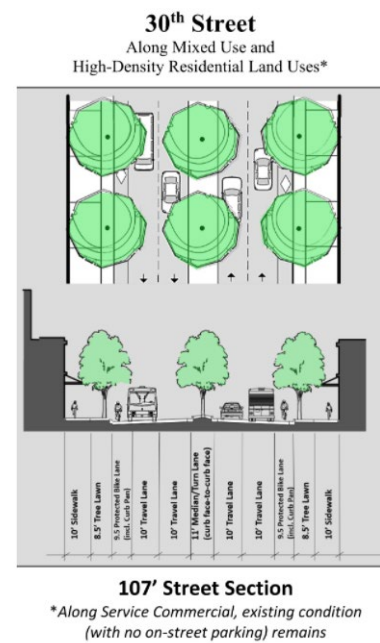 30th Street
Along Mixed Use and
High-Density Residential Land Uses*
10' Sidewalk
8.5' Tree Lawn
9.5 Protected Bike Lane
(incl. Curb Pan)
10' Travel Lane
10' Travel Lane
11' Median/Turn Lane
(curb face-to-curb face)
10' Travel Lane
10' Travel Lane
9.5 Protected Bike Lane
(incl. Curb Pan)
8.5' Tree Lawn
10' Sidewalk
107' Street Section
*Along Service Commercial, existing condition
(with no on-street parking) remains